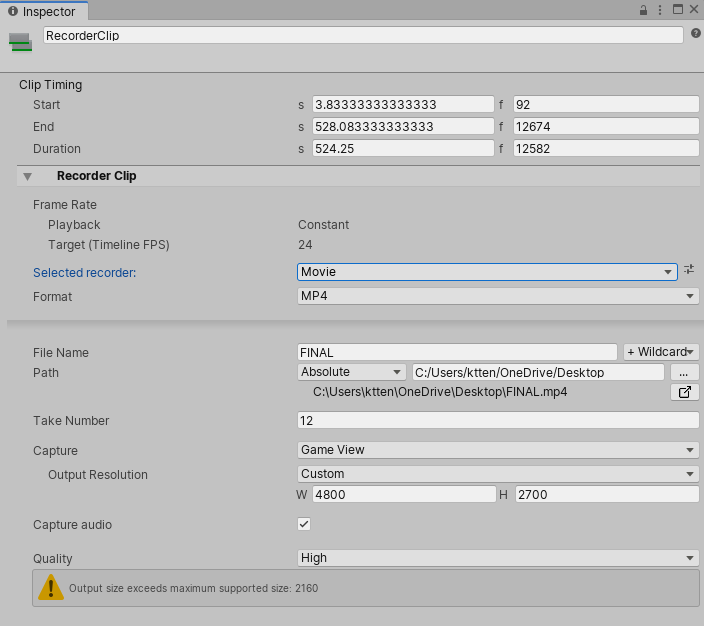 Inspector
RecorderClip
Clip Timing
Start s 3.83333333333333 f 92
End s 528.083333333333 f 12674
Duration s 524.25 f 12582
Recorder Clip
Frame Rate
Playback Constant
Target (Timeline FPS) 24
Selected recorder: Movie
Format MP4
File Name FINAL + Wildcard
Path Absolute C:/Users/ktten/OneDrive/Desktop ...
C:\Users\ktten\OneDrive\Desktop\FINAL.mp4
Take Number 12
Capture Game View
Output Resolution Custom
W 4800 H 2700
Capture audio
Quality High
Output size exceeds maximum supported size: 2160